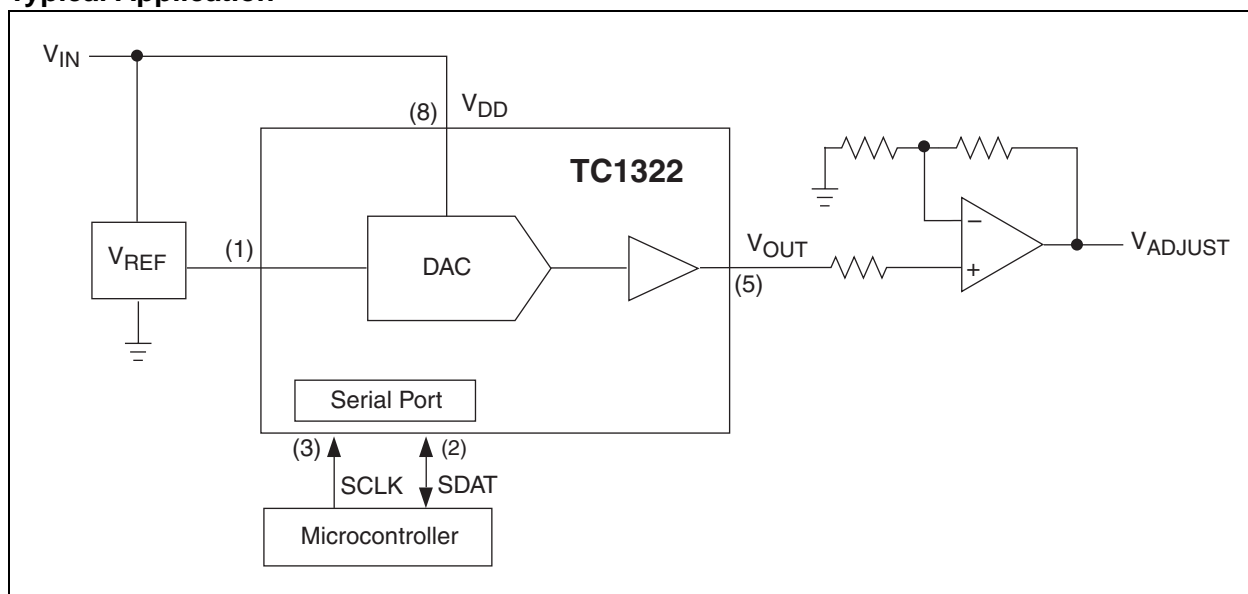 Typical Application
VIN
(8)
VDD
TC1322
VREF
(1)
DAC
VOUT
(5)
−
+
VADJUST
Serial Port
(3)
(2)
SCLK
SDAT
Microcontroller